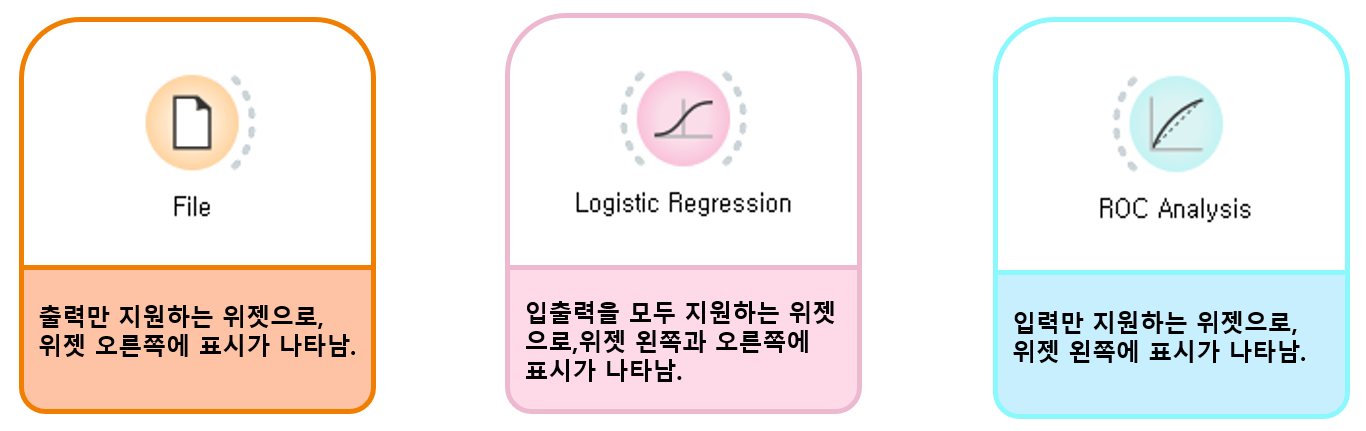 File
출력만 지원하는 위젯으로,
위젯 오른쪽에 표시가 나타남.
Logistic Regression
입출력을 모두 지원하는 위젯
으로,위젯 왼쪽과 오른쪽에
표시가 나타남.
ROC Analysis
입력만 지원하는 위젯으로,
위젯 왼쪽에 표시가 나타남.